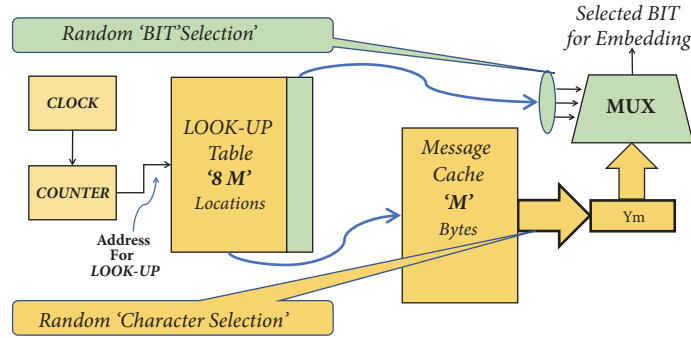 Random ‘BIT’Selection’
Selected BIT
for Embedding
CLOCK
COUNTER
Address
For
LOOK-UP
LOOK-UP
Table
‘8 M’
Locations
Message
Cache
‘M’
Bytes
MUX
Ym
Random ‘Character Selection’